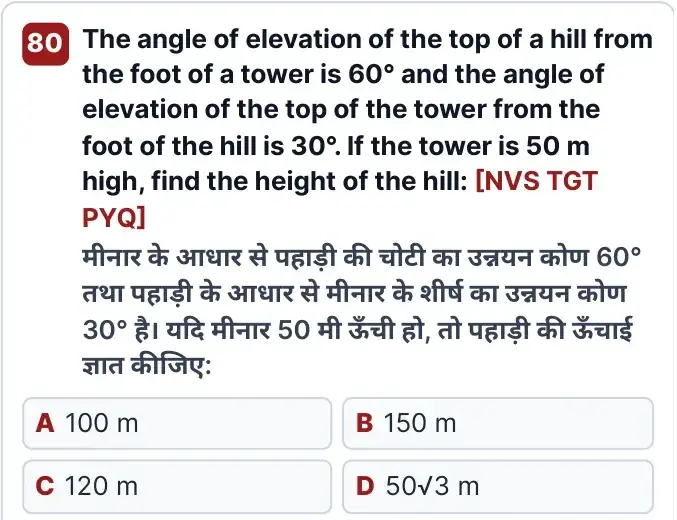 80 The angle of elevation of the top of a hill from
the foot of a tower is 60° and the angle of
elevation of the top of the tower from the
foot of the hill is 30°. If the tower is 50 m
high, find the height of the hill: [NVS TGT
PYQ]
मीनार के आधार से पहाड़ी की चोटी का उन्नयन कोण 60°
तथा पहाड़ी के आधार से मीनार के शीर्ष का उन्नयन कोण
30° है। यदि मीनार 50 मी ऊँची हो, तो पहाड़ी की ऊँचाई
ज्ञात कीजिए:
A 100 m B 150 m
C 120 m D 50√3 m